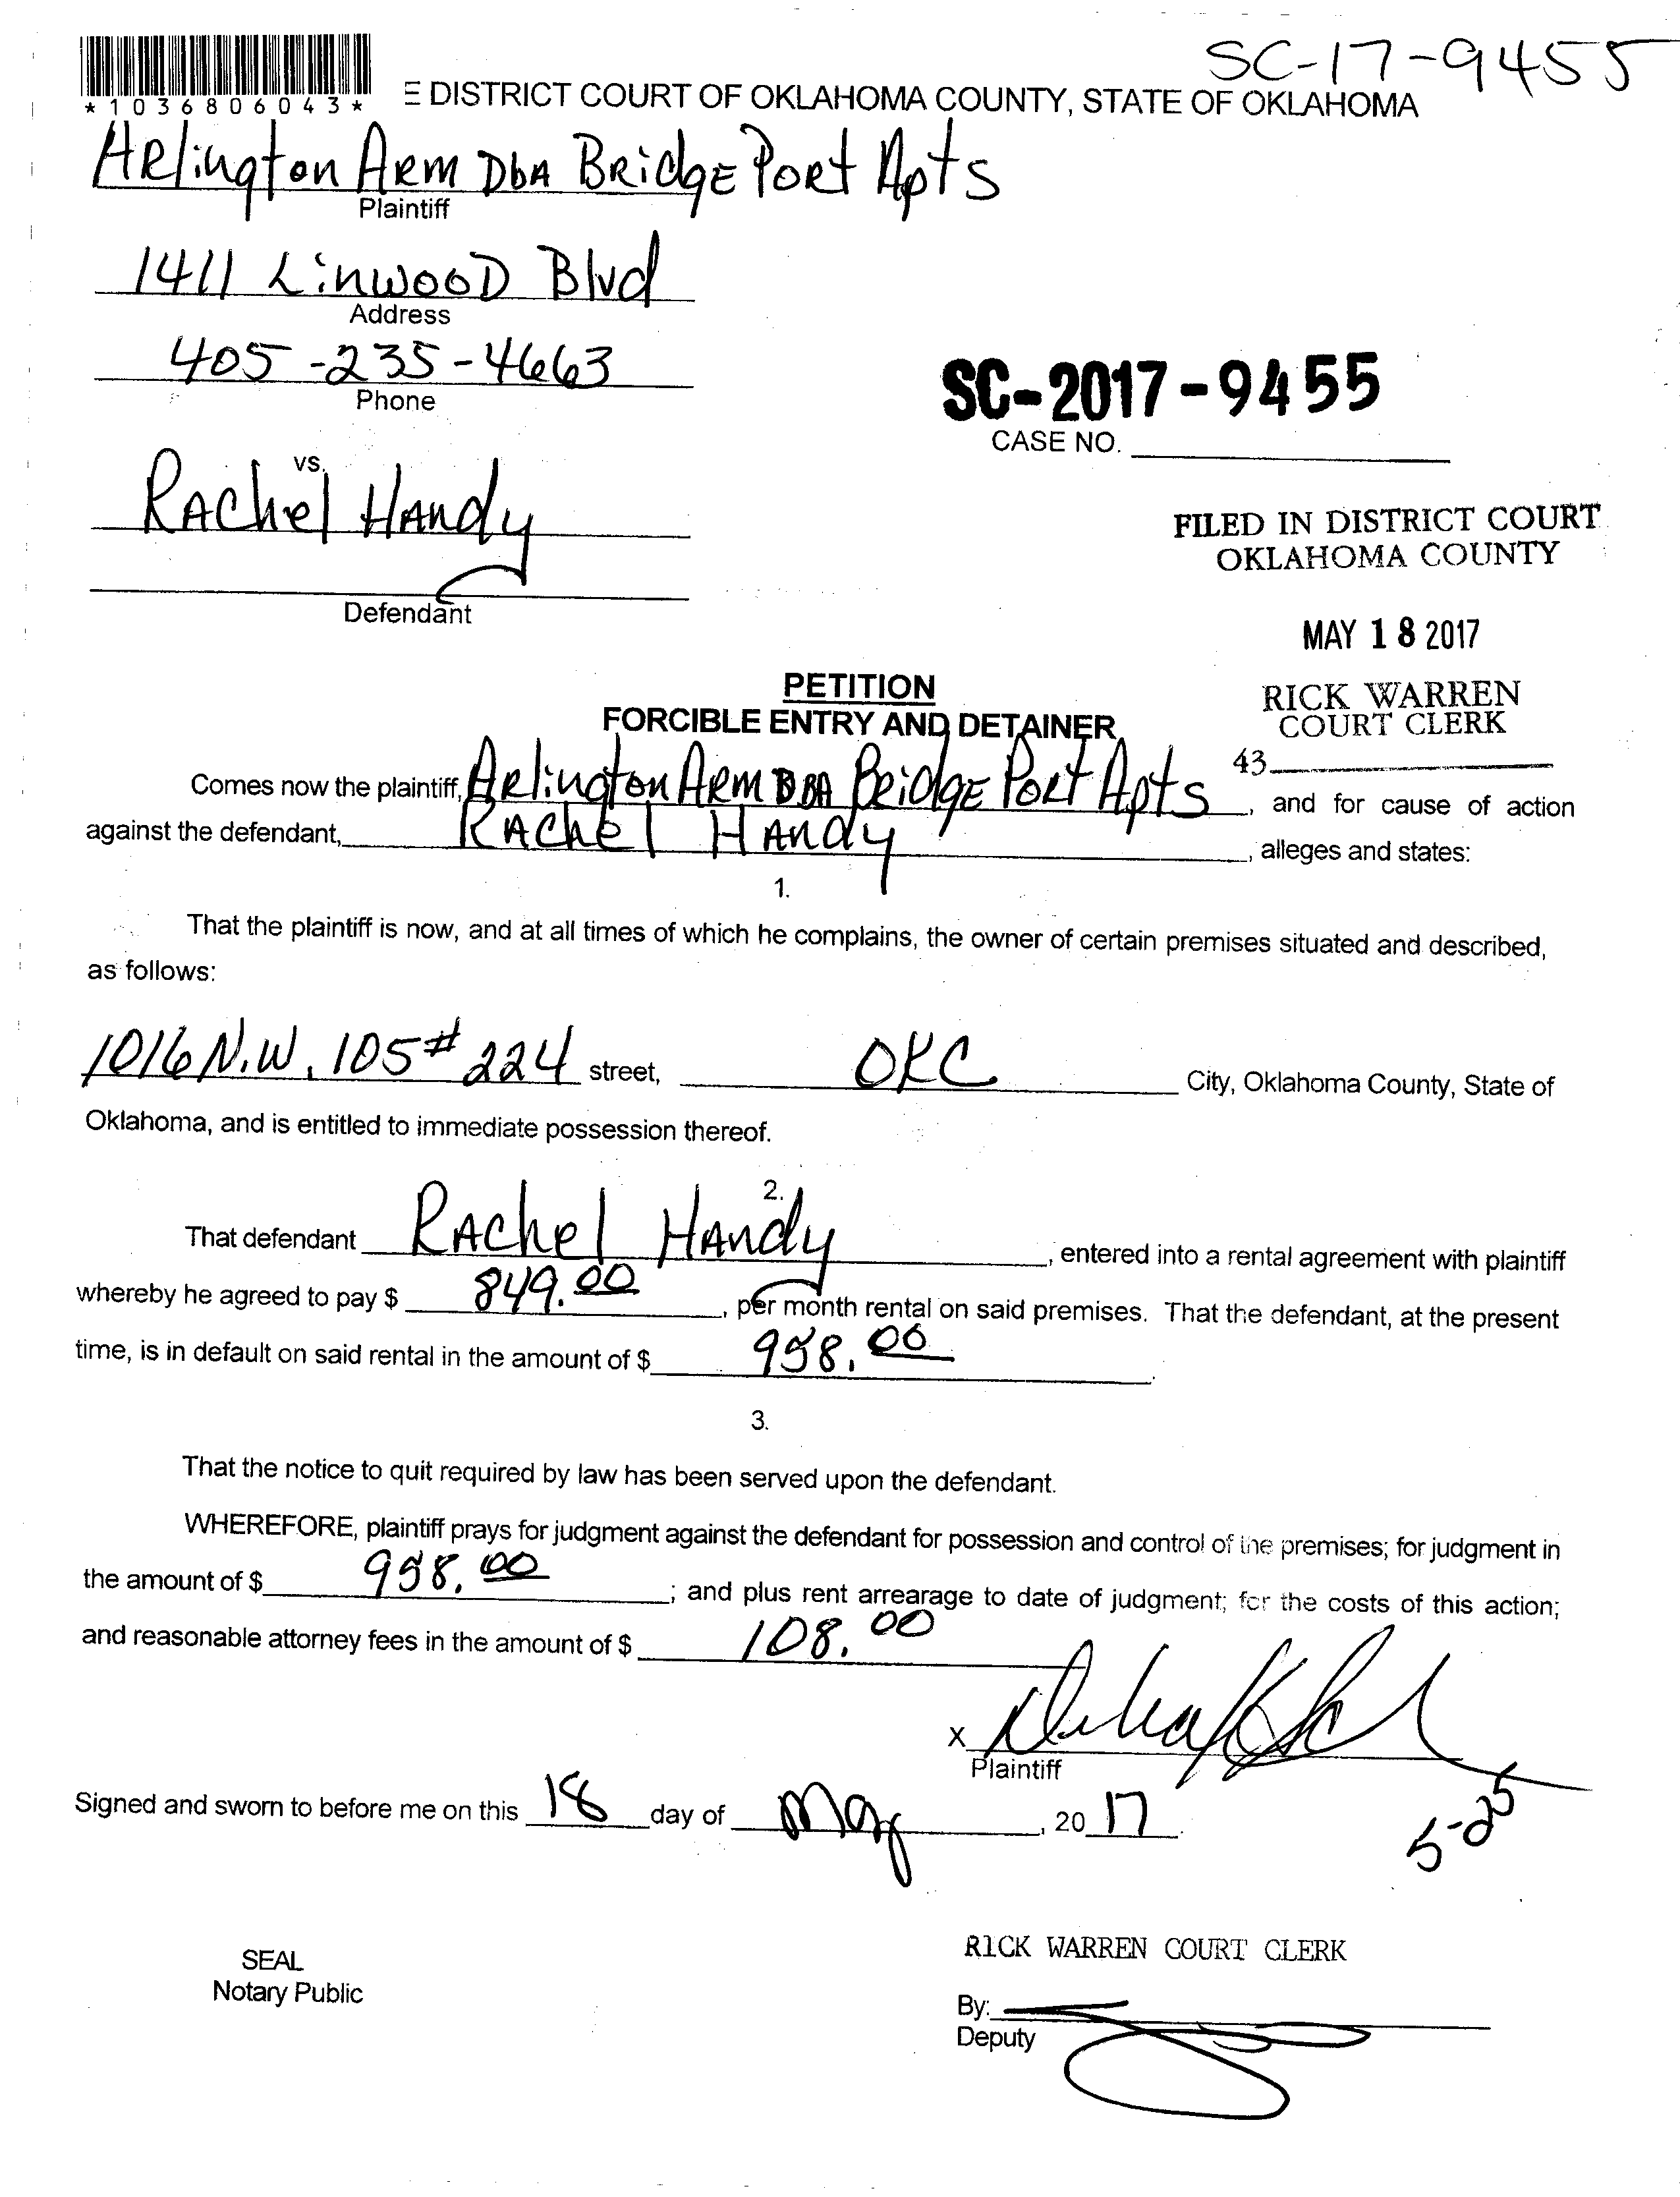 SC-17-9455
*1036806043*
E DISTRICT COURT OF OKLAHOMA COUNTY, STATE OF OKLAHOMA
ARlington ARM DbA BRidgE PoRt Apts
Plaintiff
1411 LinwooD Blvd
Address
405-235-4663
Phone
SC-2017-9455
CASE NO.
vs.
RAchel HAndy
Defendant
FILED IN DISTRICT COURT
OKLAHOMA COUNTY
MAY 18 2017
RICK WARREN
COURT CLERK
43
PETITION
FORCIBLE ENTRY AND DETAINER
Comes now the plaintiff, ARlington ARM DBA BRidgE PoRt Apts, and for cause of action
against the defendant, RAchEl HAndy, alleges and states:
1.
That the plaintiff is now, and at all times of which he complains, the owner of certain premises situated and described,
as follows:
1016 N.W. 105 # 224 street, OKC City, Oklahoma County, State of
Oklahoma, and is entitled to immediate possession thereof.
2.
That defendant RAchel HAndy, entered into a rental agreement with plaintiff
whereby he agreed to pay $ 849.00, per month rental on said premises. That the defendant, at the present
time, is in default on said rental in the amount of $ 958.00.
3.
That the notice to quit required by law has been served upon the defendant.
WHEREFORE, plaintiff prays for judgment against the defendant for possession and control of the premises; for judgment in
the amount of $ 958.00; and plus rent arrearage to date of judgment; for the costs of this action;
and reasonable attorney fees in the amount of $ 108.00
X
Plaintiff
Signed and sworn to before me on this 18 day of May, 2017.
5-25
SEAL
Notary Public
RICK WARREN COURT CLERK
By:
Deputy